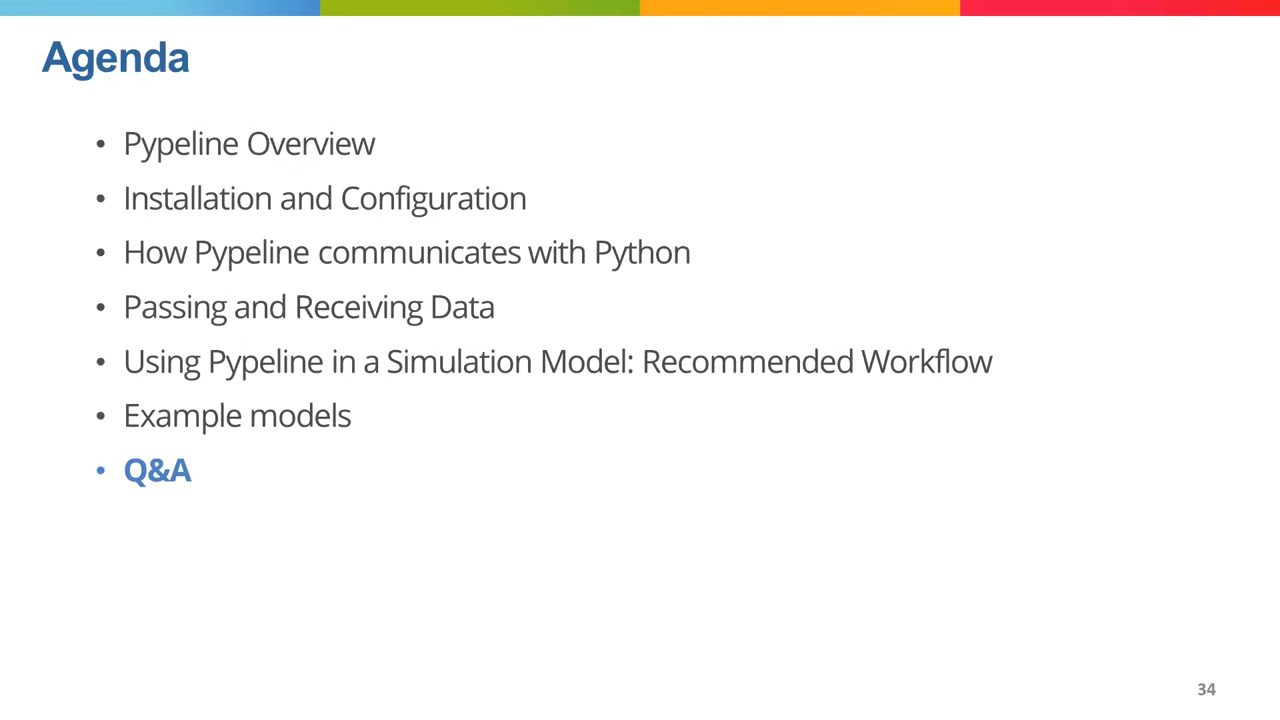 Agenda
• Pypeline Overview
• Installation and Configuration
• How Pypeline communicates with Python
• Passing and Receiving Data
• Using Pypeline in a Simulation Model: Recommended Workflow
• Example models
• Q&A
34